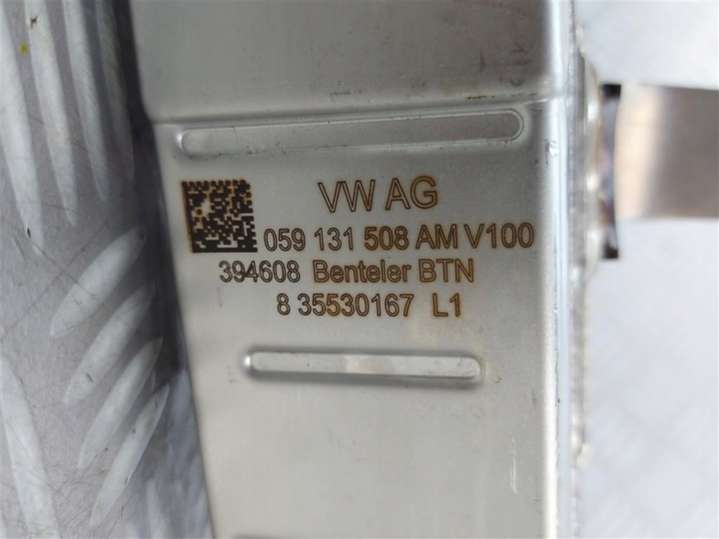 VW AG
059 131 508 AM V100
394608 Benteler BTN
8 35530167 L1